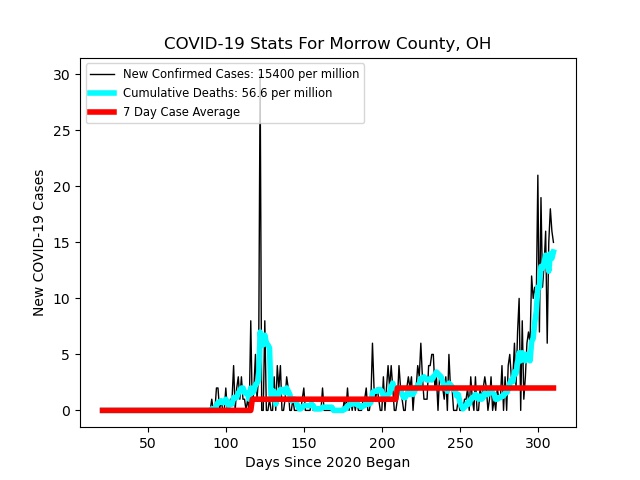 COVID-19 Stats For Morrow County, OH
New Confirmed Cases: 15400 per million
Cumulative Deaths: 56.6 per million
7 Day Case Average
New COVID-19 Cases
30
25
20
15
10
5
0
50
100
150
200
250
300
Days Since 2020 Began